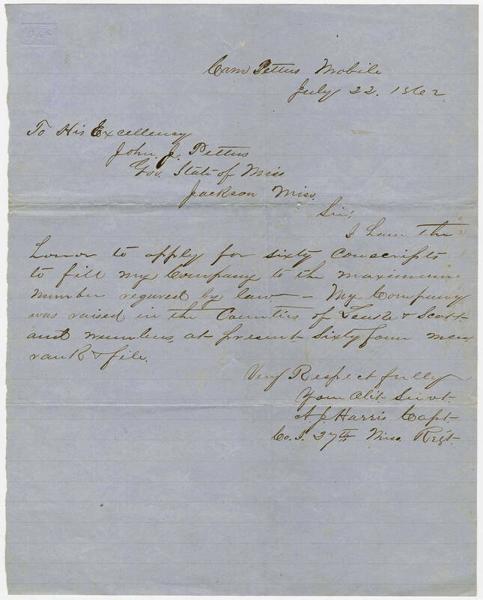 Cam Pettus Mobile
July 22. 1862
To His Excellency
John. J. Pettus
Gov State of Miss
Jackson Miss.
Sir;
I have the
honor to apply for sixty Conscripts
to fill my Company to the maximum
number required by law — My Company
was raised in the Counties of Leake & Scott
and numbers at present Sixty four men
rank & file.
Very Respectfully
Your Obt Servt
A J Harris Capt
Co. I. 27th Miss Regt.